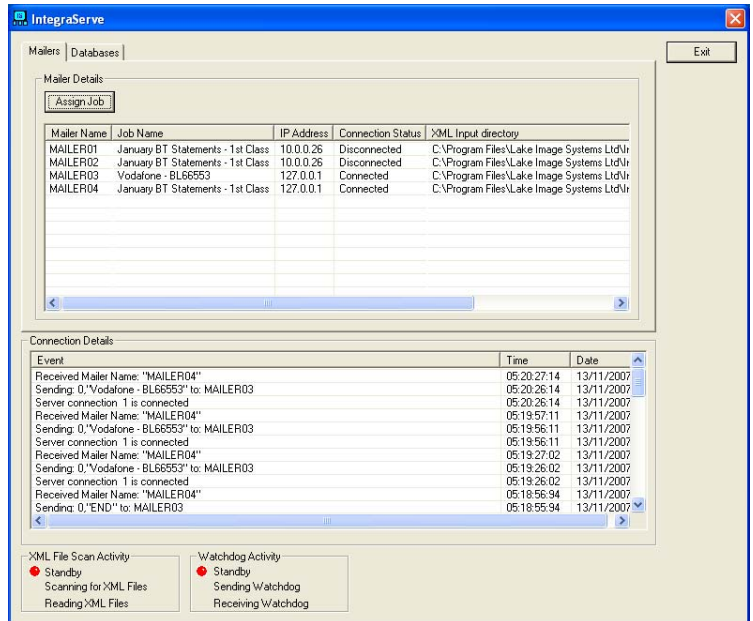 IntegraServe
Mailers Databases Exit
Mailer Details
Assign Job
Mailer Name Job Name IP Address Connection Status XML Input directory
MAILER01 January BT Statements - 1st Class 10.0.0.26 Disconnected C:\Program Files\Lake Image Systems Ltd\Ir
MAILER02 January BT Statements - 1st Class 10.0.0.26 Disconnected C:\Program Files\Lake Image Systems Ltd\Ir
MAILER03 Vodafone - BL66553 127.0.0.1 Connected C:\Program Files\Lake Image Systems Ltd\Ir
MAILER04 January BT Statements - 1st Class 127.0.0.1 Connected C:\Program Files\Lake Image Systems Ltd\Ir
Connection Details
Event Time Date
Received Mailer Name: "MAILER04" 05:20:27:14 13/11/2007
Sending: 0,"Vodafone - BL66553" to: MAILER03 05:20:26:14 13/11/2007
Server connection 1 is connected 05:20:26:14 13/11/2007
Received Mailer Name: "MAILER04" 05:19:57:11 13/11/2007
Sending: 0,"Vodafone - BL66553" to: MAILER03 05:19:56:11 13/11/2007
Server connection 1 is connected 05:19:56:11 13/11/2007
Received Mailer Name: "MAILER04" 05:19:27:02 13/11/2007
Sending: 0,"Vodafone - BL66553" to: MAILER03 05:19:26:02 13/11/2007
Server connection 1 is connected 05:19:26:02 13/11/2007
Received Mailer Name: "MAILER04" 05:18:56:94 13/11/2007
Sending: 0,"END" to: MAILER03 05:18:55:94 13/11/2007
XML File Scan Activity
Standby
Scanning for XML Files
Reading XML Files
Watchdog Activity
Standby
Sending Watchdog
Receiving Watchdog